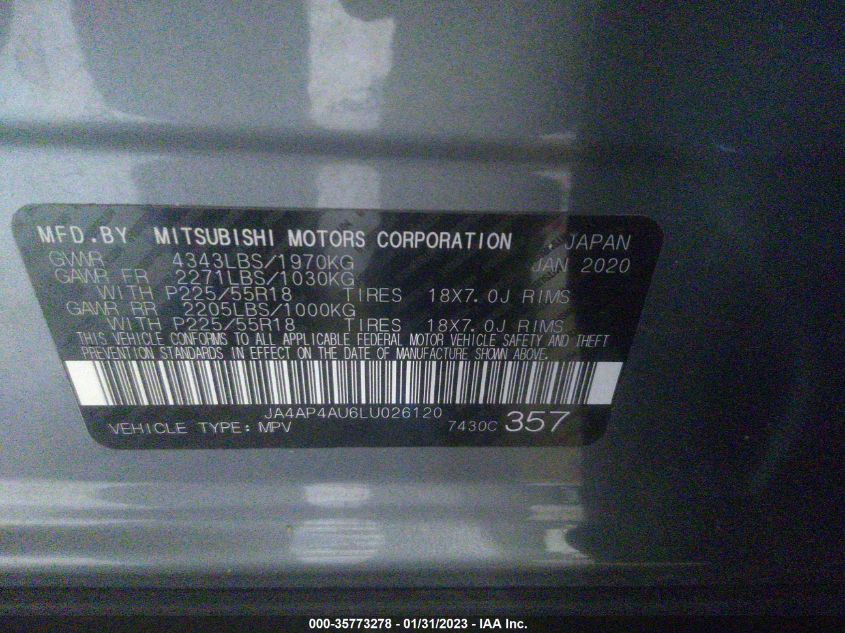 MFD.BY MITSUBISHI MOTORS CORPORATION , JAPAN
GVWR 4343LBS/1970KG JAN 2020
GAWR FR 2271LBS/1030KG
WITH P225/55R18 TIRES 18X7.0J RIMS
GAWR RR 2205LBS/1000KG
WITH P225/55R18 TIRES 18X7.0J RIMS
THIS VEHICLE CONFORMS TO ALL APPLICABLE FEDERAL MOTOR VEHICLE SAFETY AND THEFT
PREVENTION STANDARDS IN EFFECT ON THE DATE OF MANUFACTURE SHOWN ABOVE.
JA4AP4AU6LU026120
VEHICLE TYPE: MPV 7430C 357
000-35773278 - 01/31/2023 - IAA Inc.